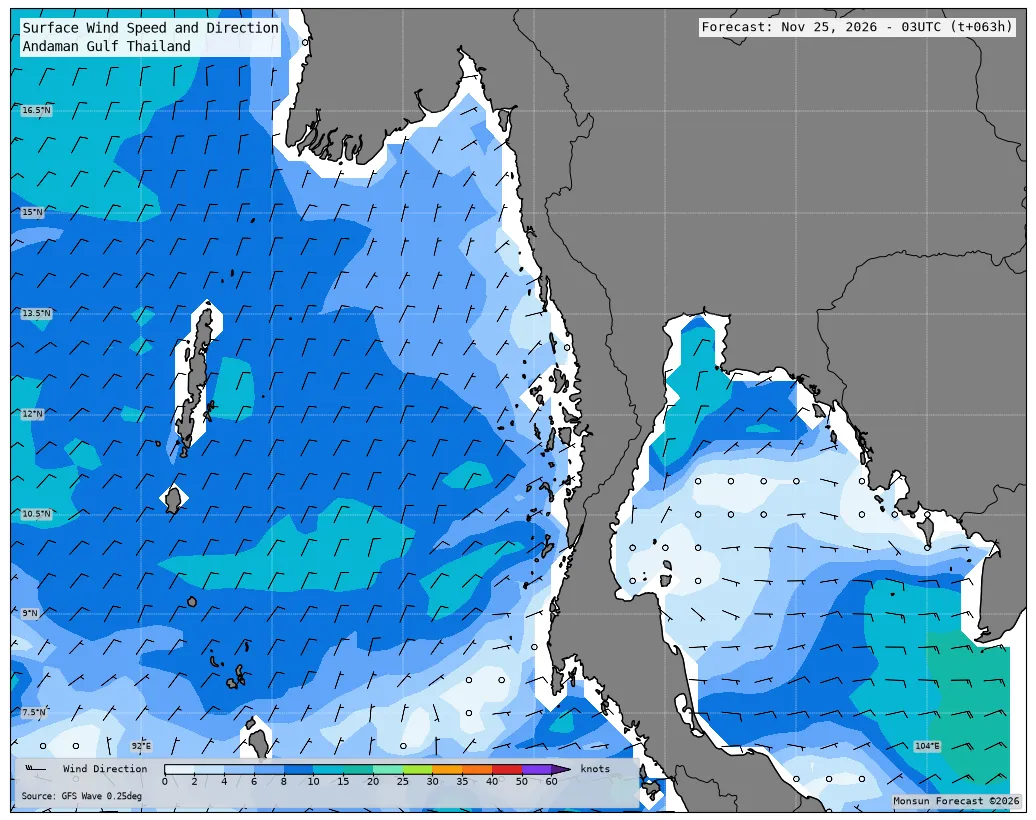 Surface Wind Speed and Direction
Andaman Gulf Thailand
Forecast: Nov 25, 2026 - 03UTC (t+063h)
16.5°N
15°N
13.5°N
12°N
10.5°N
9°N
7.5°N
92°E
104°E
Wind Direction
0 2 4 6 8 10 15 20 25 30 35 40 50 60
knots
Source: GFS Wave 0.25deg
Monsun Forecast ©2026